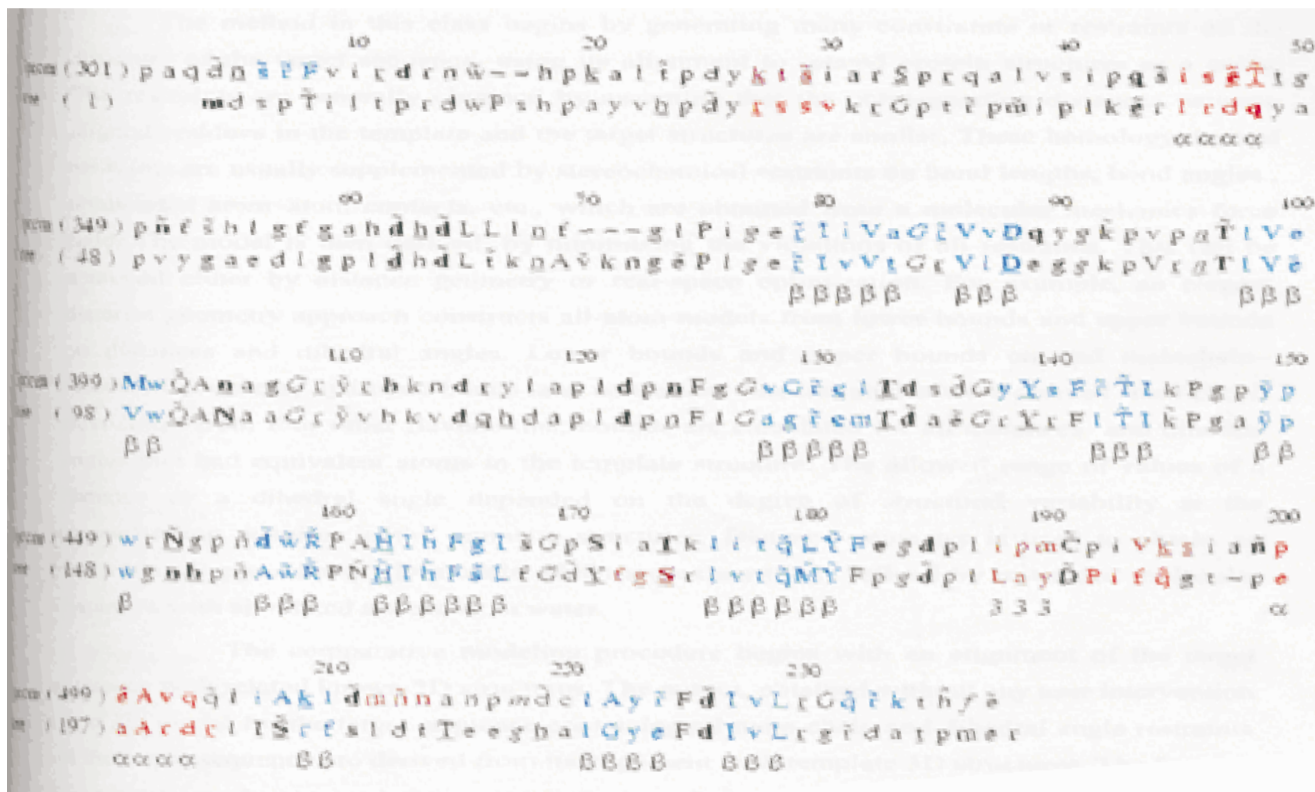 10 20 30 40 50
(301) p a q d n s r F v i r d r n w - - h p k a l t p d y k t s i a r S p r q a l v s i p q s i s e T t g
( 1 ) m d s p T i l t p r d w P s h p a y v h p d y r s s v k r G p t r p m i p l k e r l r d q y a
α α α α
60 70 80 90 100
(349) p n f s h l g f g a h d h d L L l n f - - - g l P i g e r I i V a G r V v D q y g k p v p n T l V e
( 48) p v y g a e d l g p l d h d L t k n A v k n g e P l g e r I v V t G r V l D e g g k p V r n T l V e
β β β β β β β β β β β
110 120 130 140 150
(399) M w Q A n a g G r y r h k n d r y l a p l d p n F g G v G r c l T d s d G y Y s F r T I k P g p y p
( 98) V w Q A N a a G r y v h k v d q h d a p l d p n F l G a g r c m T d a e G r Y r F l T I k P g a y p
β β β β β β β β β β β β
160 170 180 190 200
(449) w r N g p n d w R P A H I h F g I s G p S i a T k l i t q L Y F e g d p l i p m C p i V k s i a n p
(148) w g n h p n A w R P N H I h F s L f G d Y f g S r l v t q M Y F p g d p l L a y D P i f Q g t - p e
β β β β β β β β β β β β β β β β 3 3 3 α
210 220 230
(499) e A v q q l i A k l d m n n a n p m d c l A y r F d I v L r G q r k t h f e
(197) a A r d r l I S r f s l d t T e e g h a l G y e F d I v L r g r d a t p m e t
α α α α β β β β β β β β β